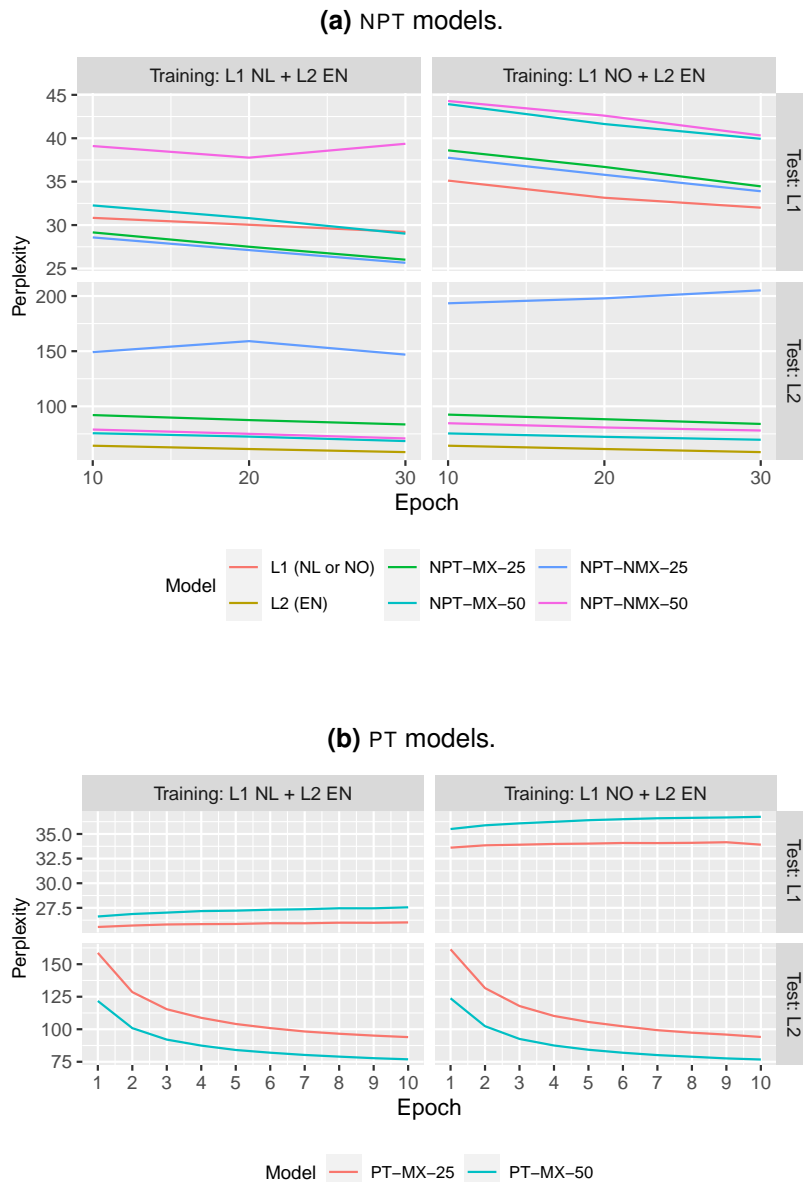 (a) NPT models.
Training: L1 NL + L2 EN
Training: L1 NO + L2 EN
45
40
35
30
25
Test: L1
Perplexity
200
150
100
Test: L2
10 20 30
10 20 30
Epoch
Model
L1 (NL or NO)
NPT−MX−25
NPT−NMX−25
L2 (EN)
NPT−MX−50
NPT−NMX−50
(b) PT models.
Training: L1 NL + L2 EN
Training: L1 NO + L2 EN
35.0
32.5
30.0
27.5
Test: L1
Perplexity
150
125
100
75
Test: L2
1 2 3 4 5 6 7 8 9 10
1 2 3 4 5 6 7 8 9 10
Epoch
Model
PT−MX−25
PT−MX−50